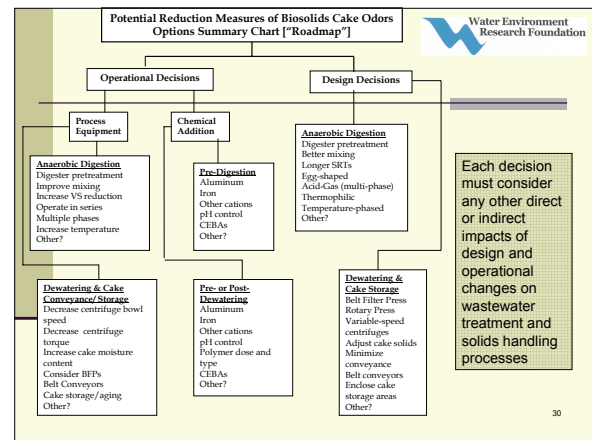 Potential Reduction Measures of Biosolids Cake Odors
Options Summary Chart ["Roadmap"]
Water Environment
Research Foundation
Operational Decisions
Design Decisions
Process
Equipment
Chemical
Addition
Anaerobic Digestion
Digester pretreatment
Improve mixing
Increase VS reduction
Operate in series
Multiple phases
Increase temperature
Other?
Pre-Digestion
Aluminum
Iron
Other cations
pH control
CEBAs
Other?
Anaerobic Digestion
Digester pretreatment
Better mixing
Longer SRTs
Egg-shaped
Acid-Gas (multi-phase)
Thermophilic
Temperature-phased
Other?
Each decision
must consider
any other direct
or indirect
impacts of
design and
operational
changes on
wastewater
treatment and
solids handling
processes
Dewatering & Cake
Conveyance/ Storage
Decrease centrifuge bowl
speed
Decrease centrifuge
torque
Increase cake moisture
content
Consider BFPs
Belt Conveyors
Cake storage/aging
Other?
Pre- or Post-
Dewatering
Aluminum
Iron
Other cations
pH control
Polymer dose and
type
CEBAs
Other?
Dewatering &
Cake Storage
Belt Filter Press
Rotary Press
Variable-speed
centrifuges
Adjust cake solids
Minimize
conveyance
Belt conveyors
Enclose cake
storage areas
Other?
30